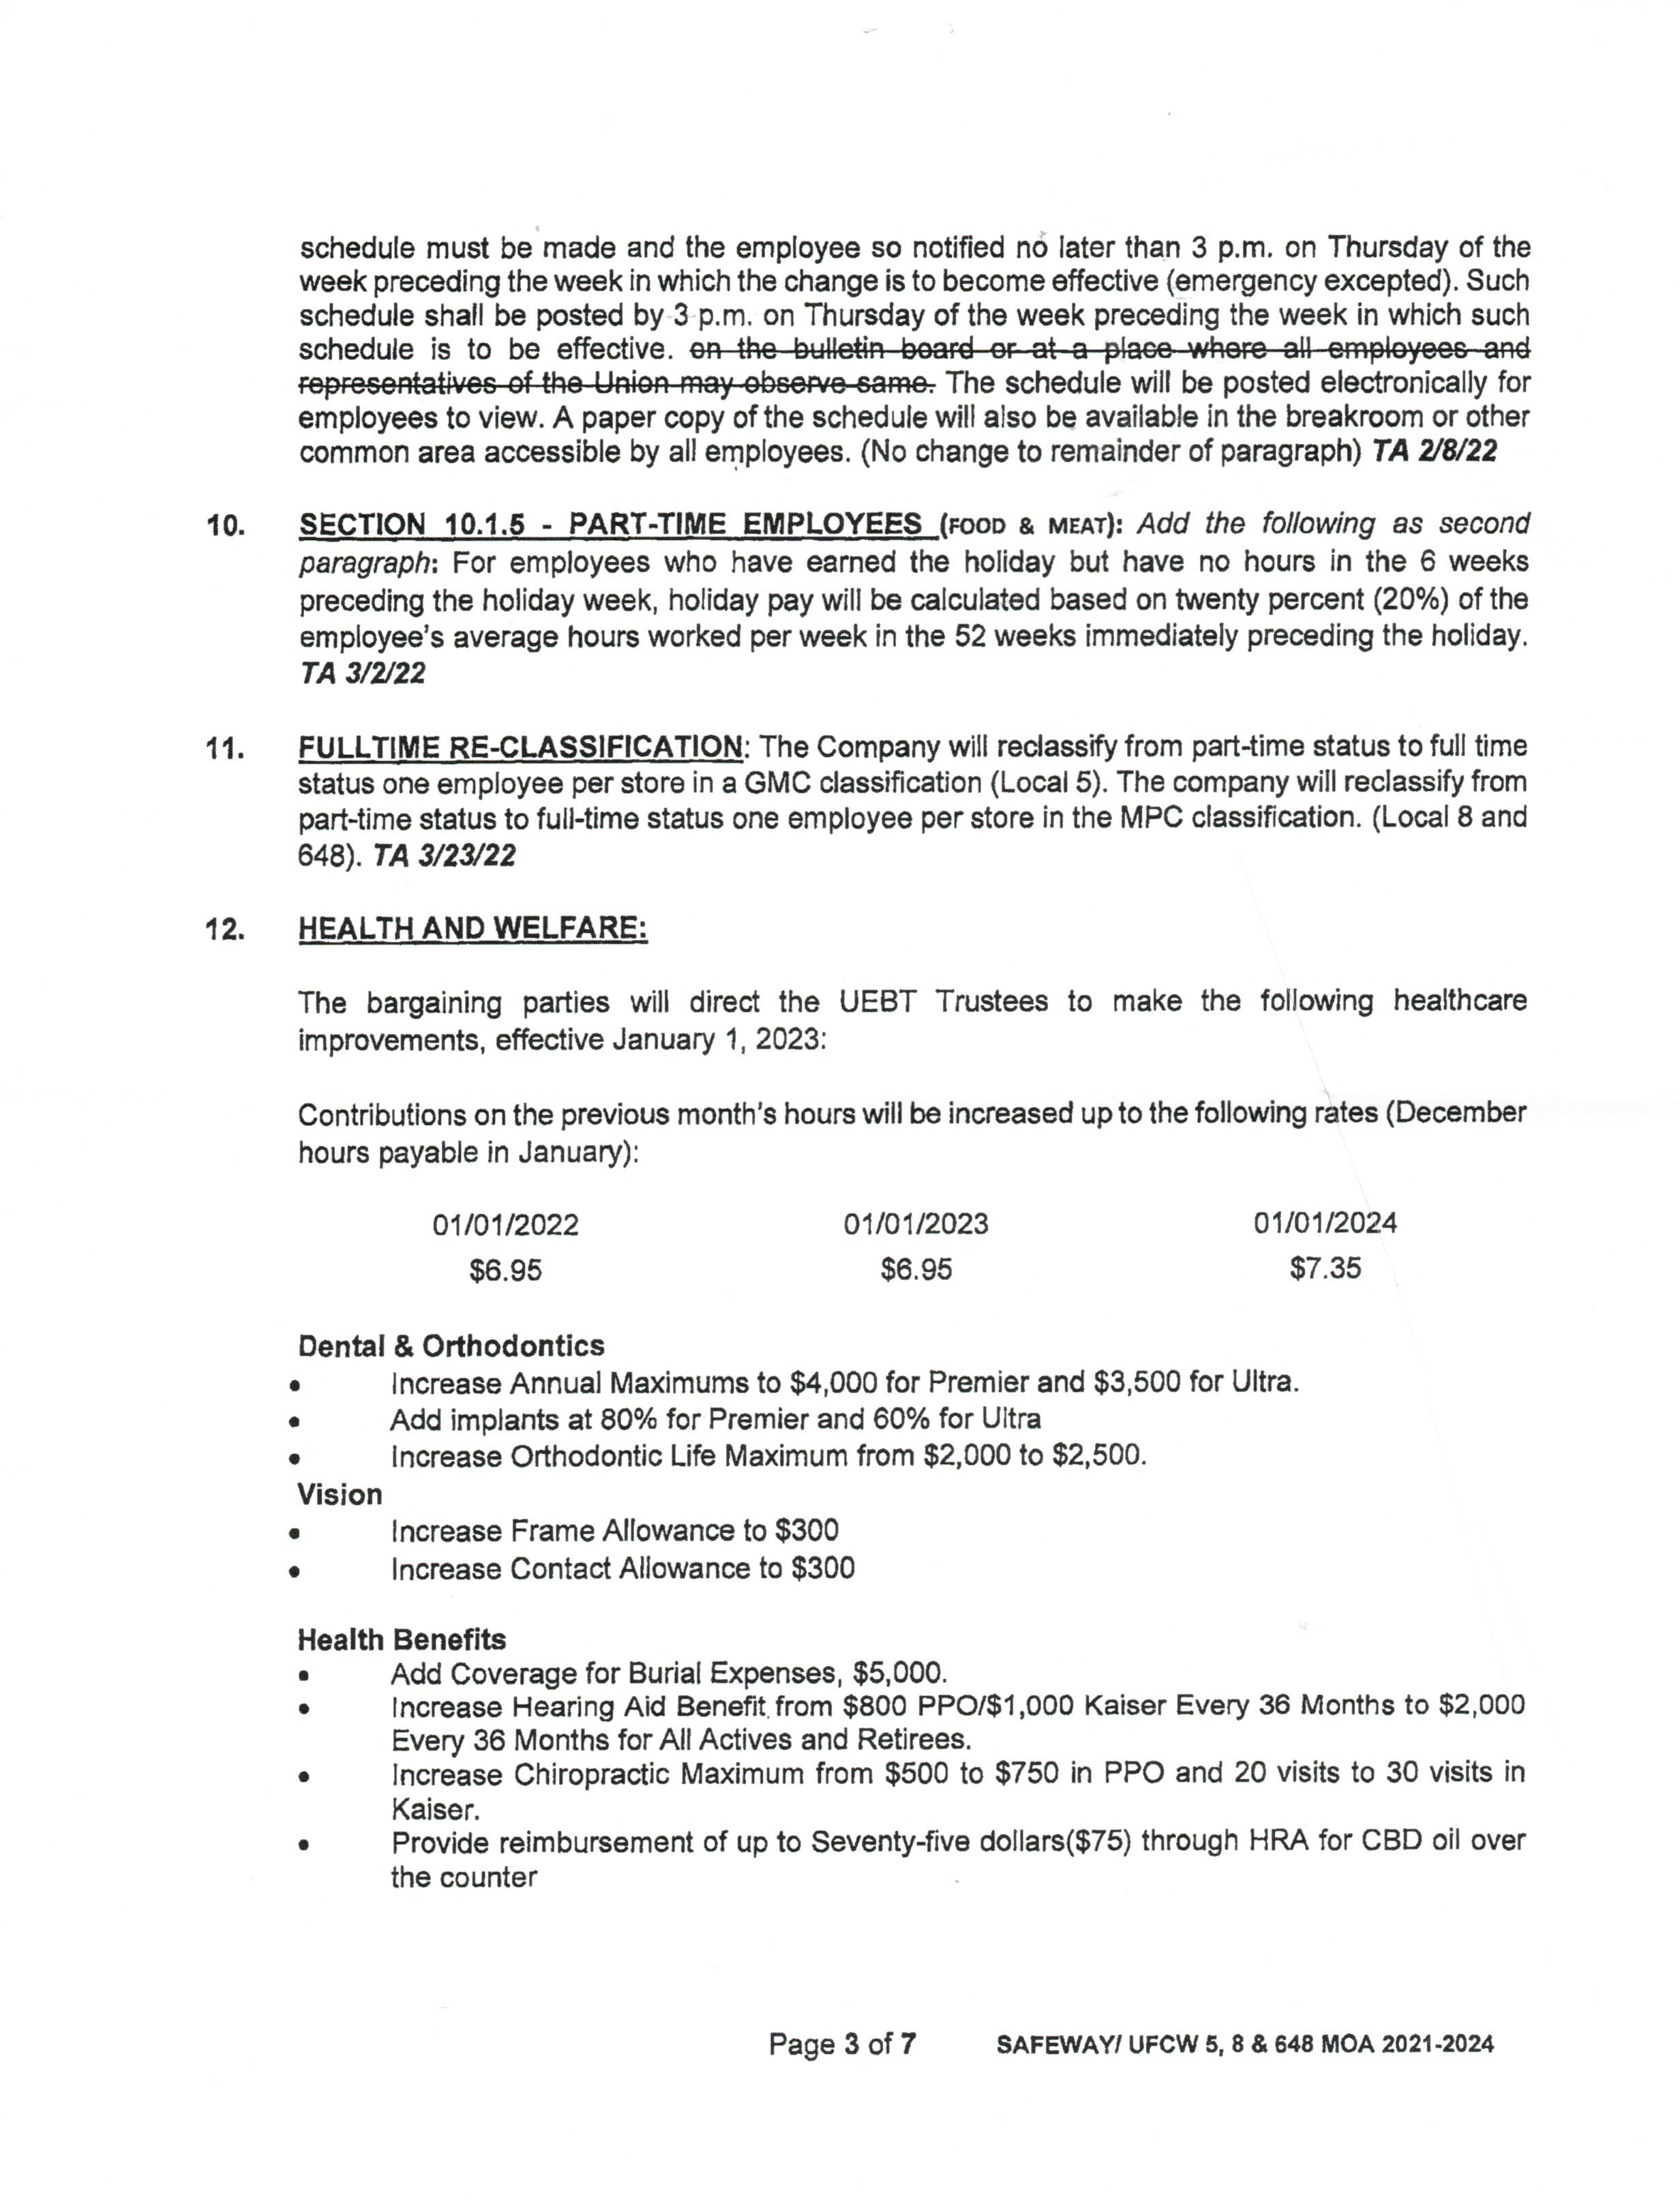 schedule must be made and the employee so notified no later than 3 p.m. on Thursday of the
week preceding the week in which the change is to become effective (emergency excepted). Such
schedule shall be posted by 3 p.m. on Thursday of the week preceding the week in which such
schedule is to be effective. on the bulletin board or at a place where all employees and
representatives of the Union may observe same. The schedule will be posted electronically for
employees to view. A paper copy of the schedule will also be available in the breakroom or other
common area accessible by all employees. (No change to remainder of paragraph) TA 2/8/22
10. SECTION 10.1.5 - PART-TIME EMPLOYEES (FOOD & MEAT): Add the following as second
paragraph: For employees who have earned the holiday but have no hours in the 6 weeks
preceding the holiday week, holiday pay will be calculated based on twenty percent (20%) of the
employee's average hours worked per week in the 52 weeks immediately preceding the holiday.
TA 3/2/22
11. FULLTIME RE-CLASSIFICATION: The Company will reclassify from part-time status to full time
status one employee per store in a GMC classification (Local 5). The company will reclassify from
part-time status to full-time status one employee per store in the MPC classification. (Local 8 and
648). TA 3/23/22
12. HEALTH AND WELFARE:
The bargaining parties will direct the UEBT Trustees to make the following healthcare
improvements, effective January 1, 2023:
Contributions on the previous month's hours will be increased up to the following rates (December
hours payable in January):
01/01/2022 01/01/2023 01/01/2024
$6.95 $6.95 $7.35
Dental & Orthodontics
• Increase Annual Maximums to $4,000 for Premier and $3,500 for Ultra.
• Add implants at 80% for Premier and 60% for Ultra
• Increase Orthodontic Life Maximum from $2,000 to $2,500.
Vision
• Increase Frame Allowance to $300
• Increase Contact Allowance to $300
Health Benefits
• Add Coverage for Burial Expenses, $5,000.
• Increase Hearing Aid Benefit from $800 PPO/$1,000 Kaiser Every 36 Months to $2,000
Every 36 Months for All Actives and Retirees.
• Increase Chiropractic Maximum from $500 to $750 in PPO and 20 visits to 30 visits in
Kaiser.
• Provide reimbursement of up to Seventy-five dollars($75) through HRA for CBD oil over
the counter
Page 3 of 7 SAFEWAY/ UFCW 5, 8 & 648 MOA 2021-2024